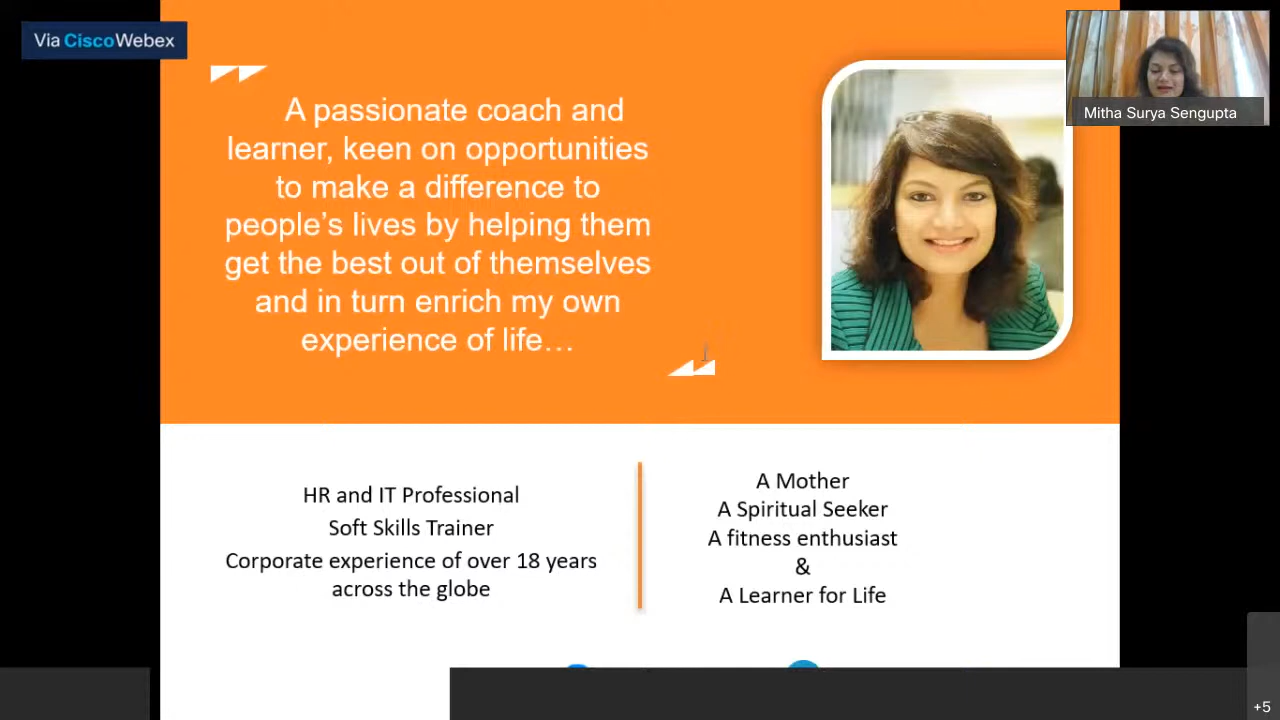 Via CiscoWebex
Mitha Surya Sengupta
A passionate coach and
learner, keen on opportunities
to make a difference to
people’s lives by helping them
get the best out of themselves
and in turn enrich my own
experience of life…
HR and IT Professional
Soft Skills Trainer
Corporate experience of over 18 years
across the globe
A Mother
A Spiritual Seeker
A fitness enthusiast
&
A Learner for Life
+5